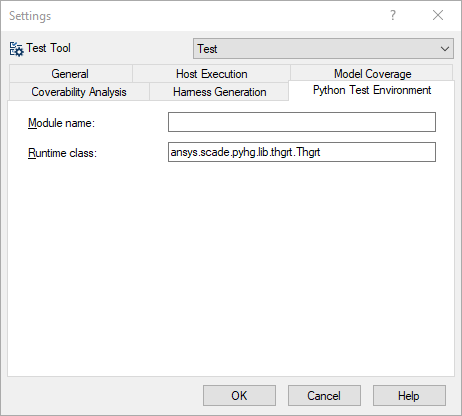 Settings
Test Tool
Test
General
Host Execution
Model Coverage
Coverability Analysis
Harness Generation
Python Test Environment
Module name:
Runtime class:
ansys.scade.pyhg.lib.thgrt.Thgrt
OK
Cancel
Help